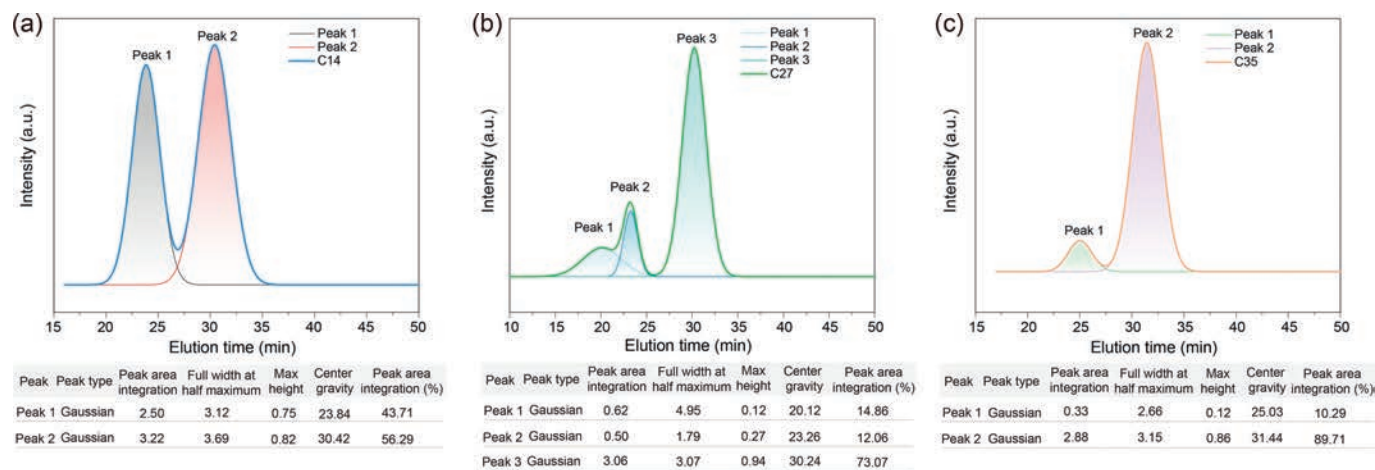 (a)
Peak 1
Peak 2
Peak 1
Peak 2
C14
Intensity (a.u.)
15 20 25 30 35 40 45 50
Elution time (min)
Peak Peak type Peak area integration Full width at half maximum Max height Center gravity Peak area integration (%)
Peak 1 Gaussian 2.50 3.12 0.75 23.84 43.71
Peak 2 Gaussian 3.22 3.69 0.82 30.42 56.29
(b)
Peak 1
Peak 2
Peak 3
Peak 1
Peak 2
Peak 3
C27
Intensity (a.u.)
10 15 20 25 30 35 40 45 50
Elution time (min)
Peak Peak type Peak area integration Full width at half maximum Max height Center gravity Peak area integration (%)
Peak 1 Gaussian 0.62 4.95 0.12 20.12 14.86
Peak 2 Gaussian 0.50 1.79 0.27 23.26 12.06
Peak 3 Gaussian 3.06 3.07 0.94 30.24 73.07
(c)
Peak 1
Peak 2
Peak 1
Peak 2
C35
Intensity (a.u.)
15 20 25 30 35 40 45 50
Elution time (min)
Peak Peak type Peak area integration Full width at half maximum Max height Center gravity Peak area integration (%)
Peak 1 Gaussian 0.33 2.66 0.12 25.03 10.29
Peak 2 Gaussian 2.88 3.15 0.86 31.44 89.71